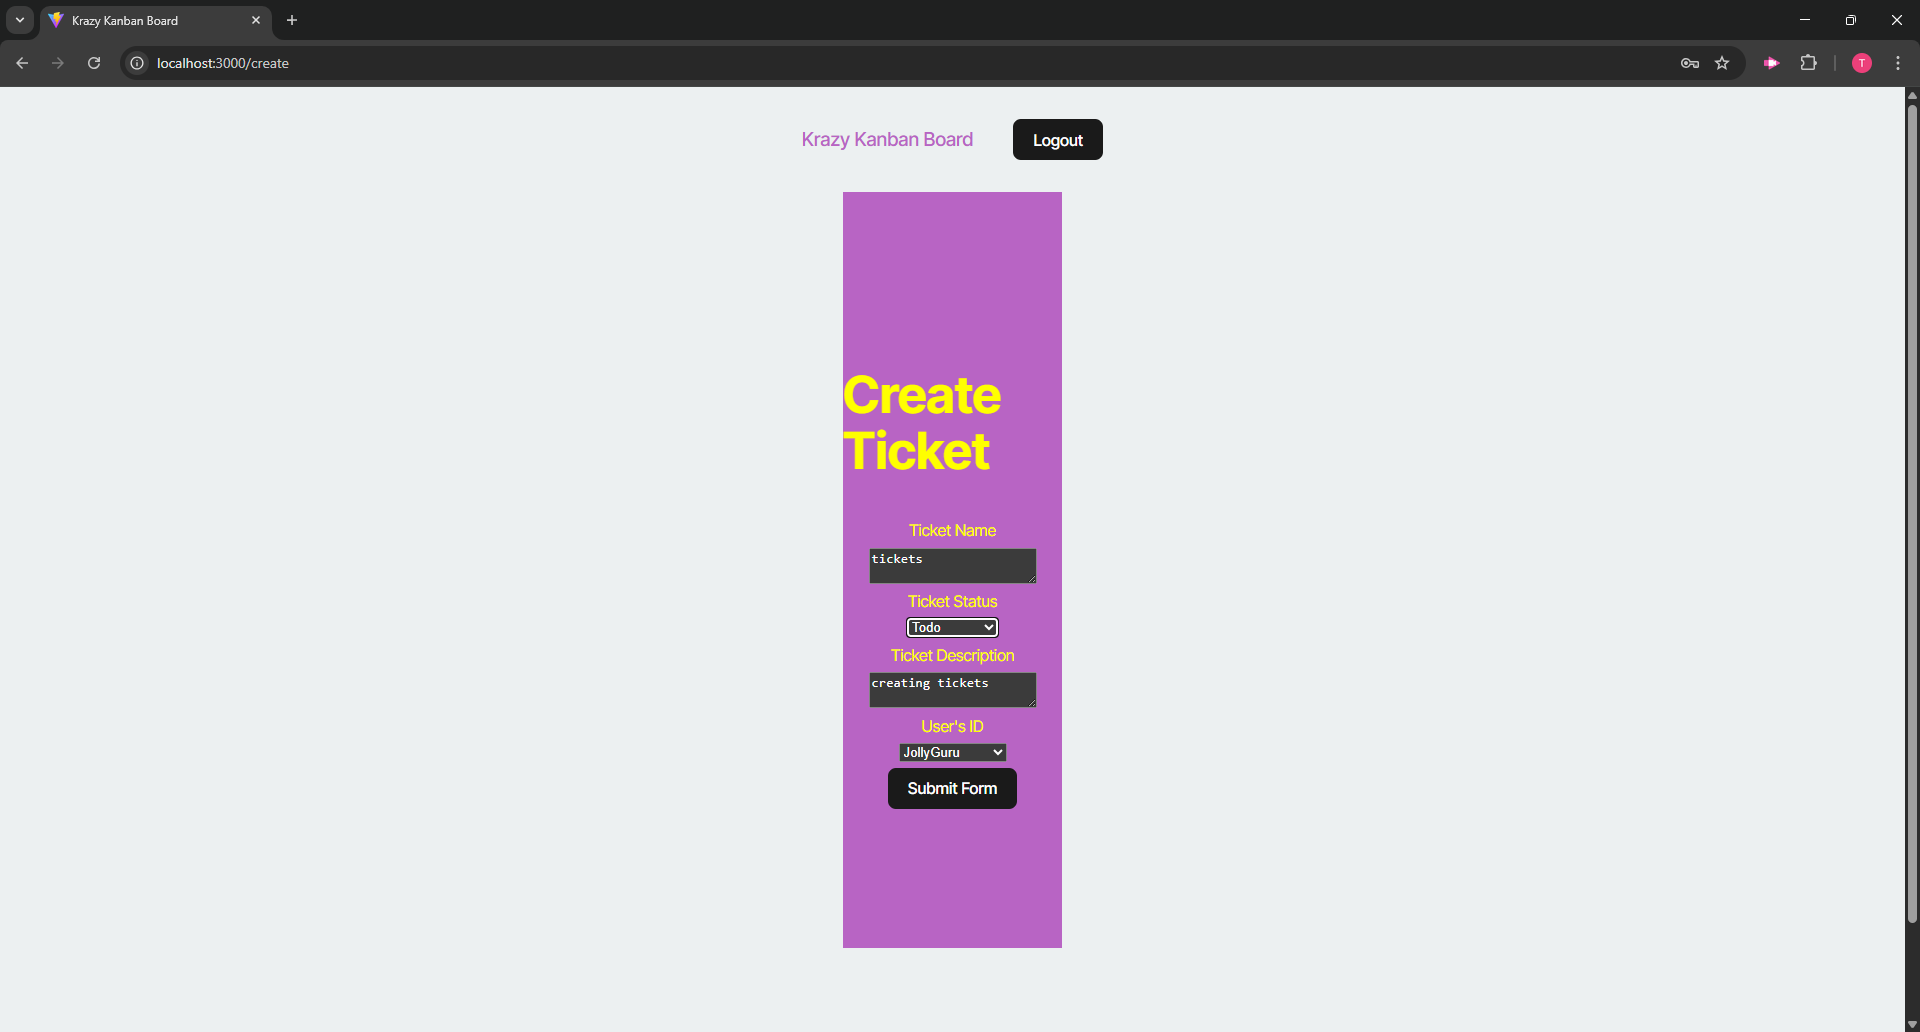 Krazy Kanban Board
localhost:3000/create
T
Krazy Kanban Board
Logout
Create
Ticket
Ticket Name
tickets
Ticket Status
Todo
Ticket Description
creating tickets
User's ID
JollyGuru
Submit Form